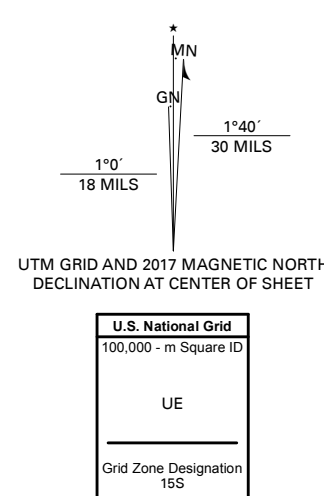 ★
MN
GN
1°40´
30 MILS
1°0´
18 MILS
UTM GRID AND 2017 MAGNETIC NORTH
DECLINATION AT CENTER OF SHEET
U.S. National Grid
100,000 - m Square ID
UE
Grid Zone Designation
15S